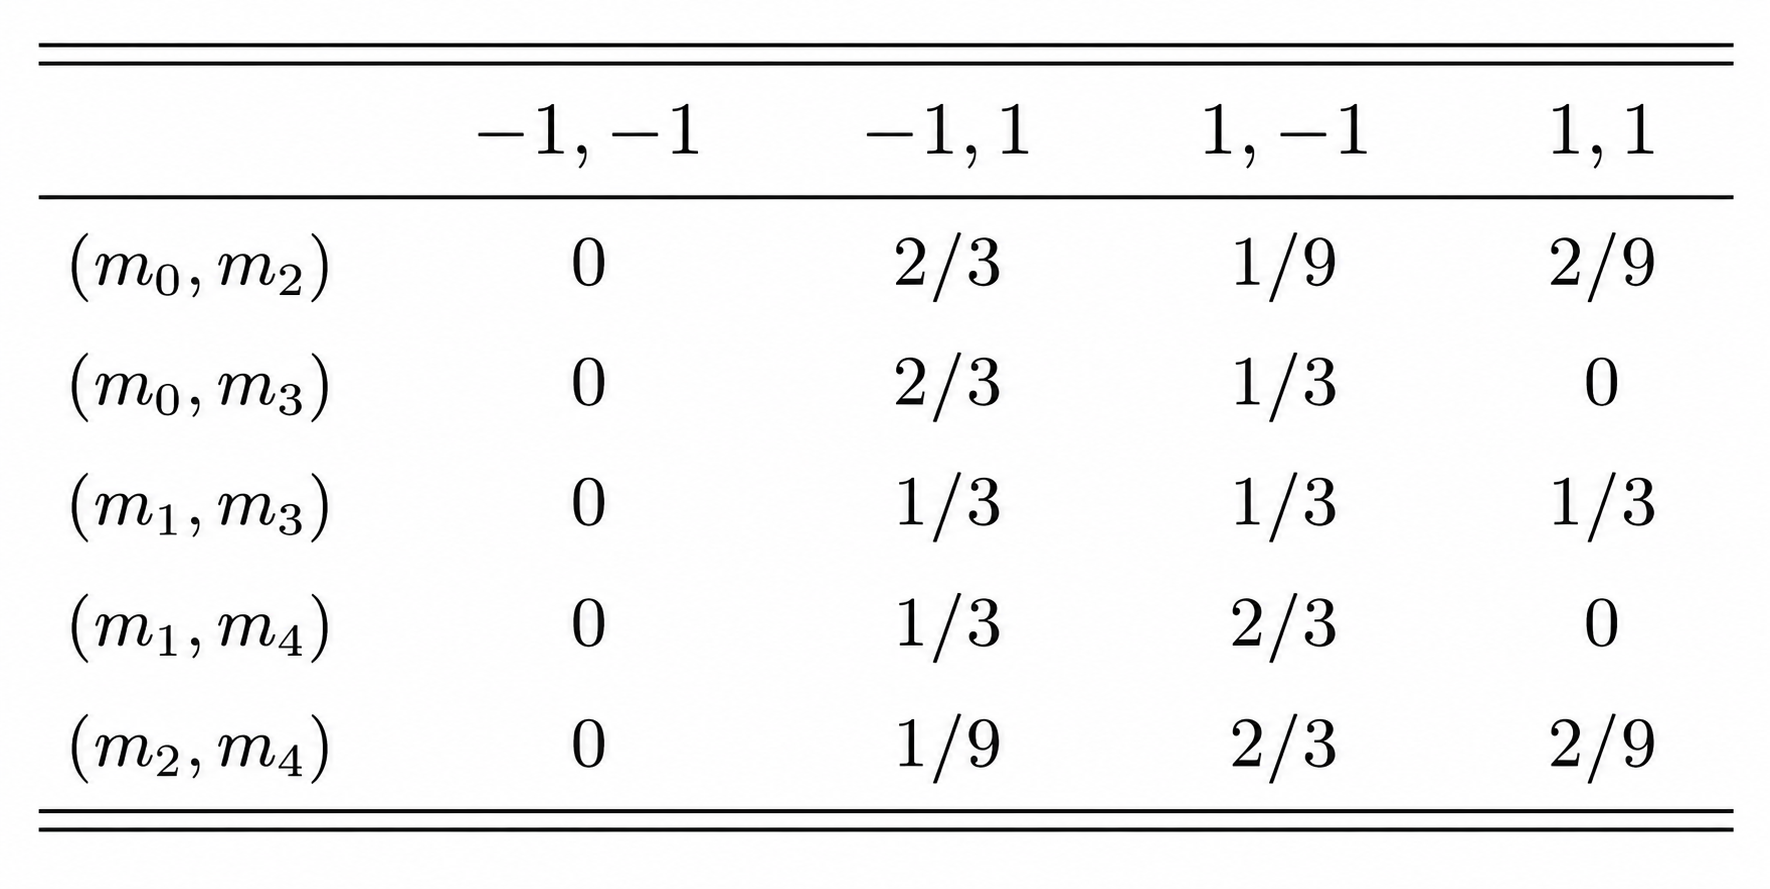 −1, −1 −1, 1 1, −1 1, 1
(m₀, m₂) 0 2/3 1/9 2/9
(m₀, m₃) 0 2/3 1/3 0
(m₁, m₃) 0 1/3 1/3 1/3
(m₁, m₄) 0 1/3 2/3 0
(m₂, m₄) 0 1/9 2/3 2/9